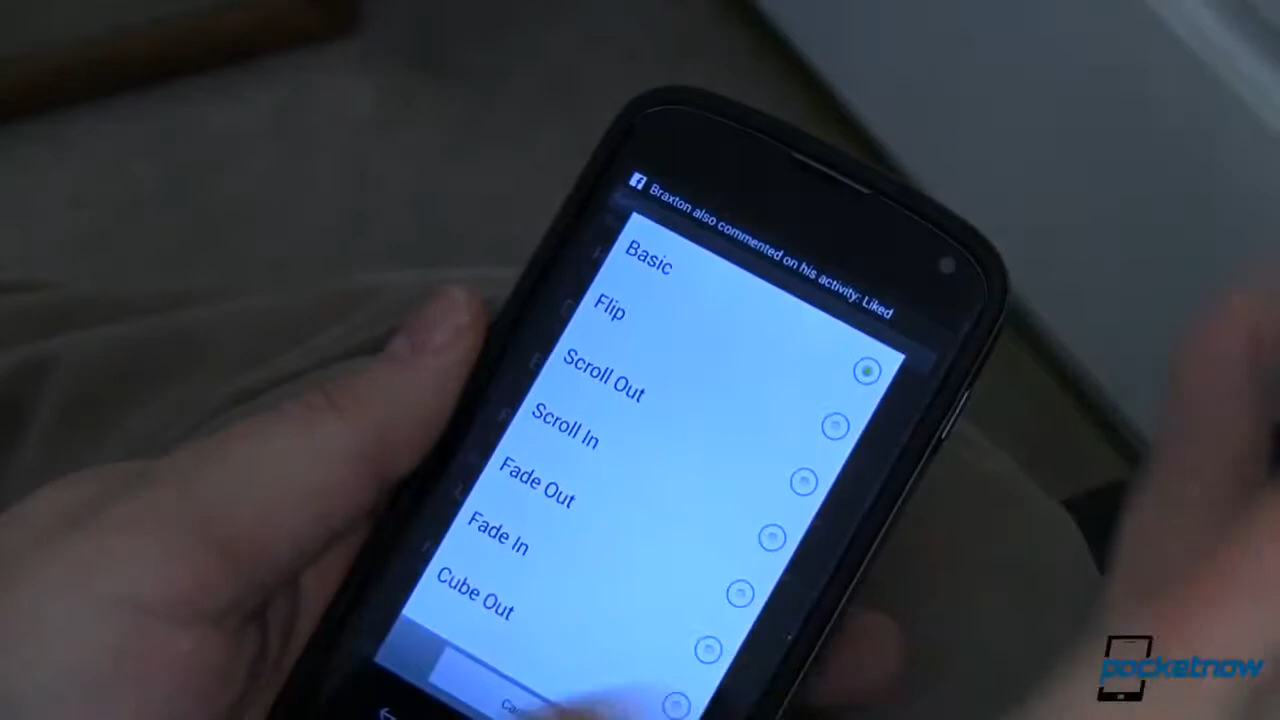 Braxton also commented on his activity: Liked
Basic
Flip
Scroll Out
Scroll In
Fade Out
Fade In
Cube Out
pocketnow